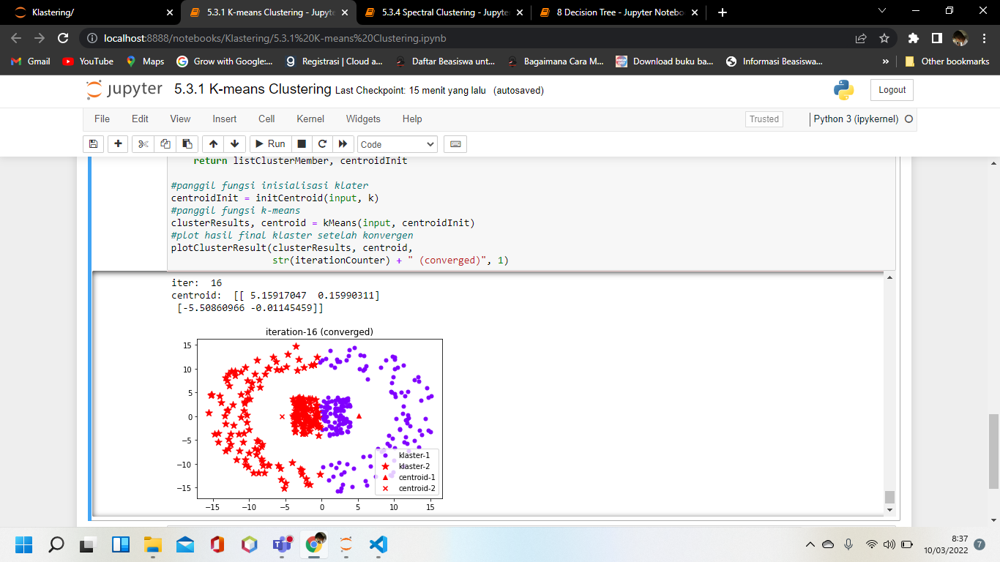 Klastering/
5.3.1 K-means Clustering - Jupyte
5.3.4 Spectral Clustering - Jupyte
8 Decision Tree - Jupyter Notebo
localhost:8888/notebooks/Klastering/5.3.1%20K-means%20Clustering.ipynb
Gmail YouTube Maps Grow with Google:... Registrasi | Cloud a... Daftar Beasiswa unt... Bagaimana Cara M... Download buku ba... Informasi Beasiswa... » Other bookmarks
jupyter 5.3.1 K-means Clustering Last Checkpoint: 15 menit yang lalu (autosaved) Logout
File Edit View Insert Cell Kernel Widgets Help Trusted Python 3 (ipykernel)
Run Code
return listClusterMember, centroidInit
#panggil fungsi inisialisasi klater
centroidInit = initCentroid(input, k)
#panggil fungsi k-means
clusterResults, centroid = kMeans(input, centroidInit)
#plot hasil final klaster setelah konvergen
plotClusterResult(clusterResults, centroid,
str(iterationCounter) + " (converged)", 1)
iter: 16
centroid: [[ 5.15917047 0.15990311]
[-5.50860966 -0.01145459]]
iteration-16 (converged)
15
10
5
0
−5
−10
−15
klaster-1
klaster-2
centroid-1
centroid-2
−15 −10 −5 0 5 10 15
8:37
10/03/2022
7